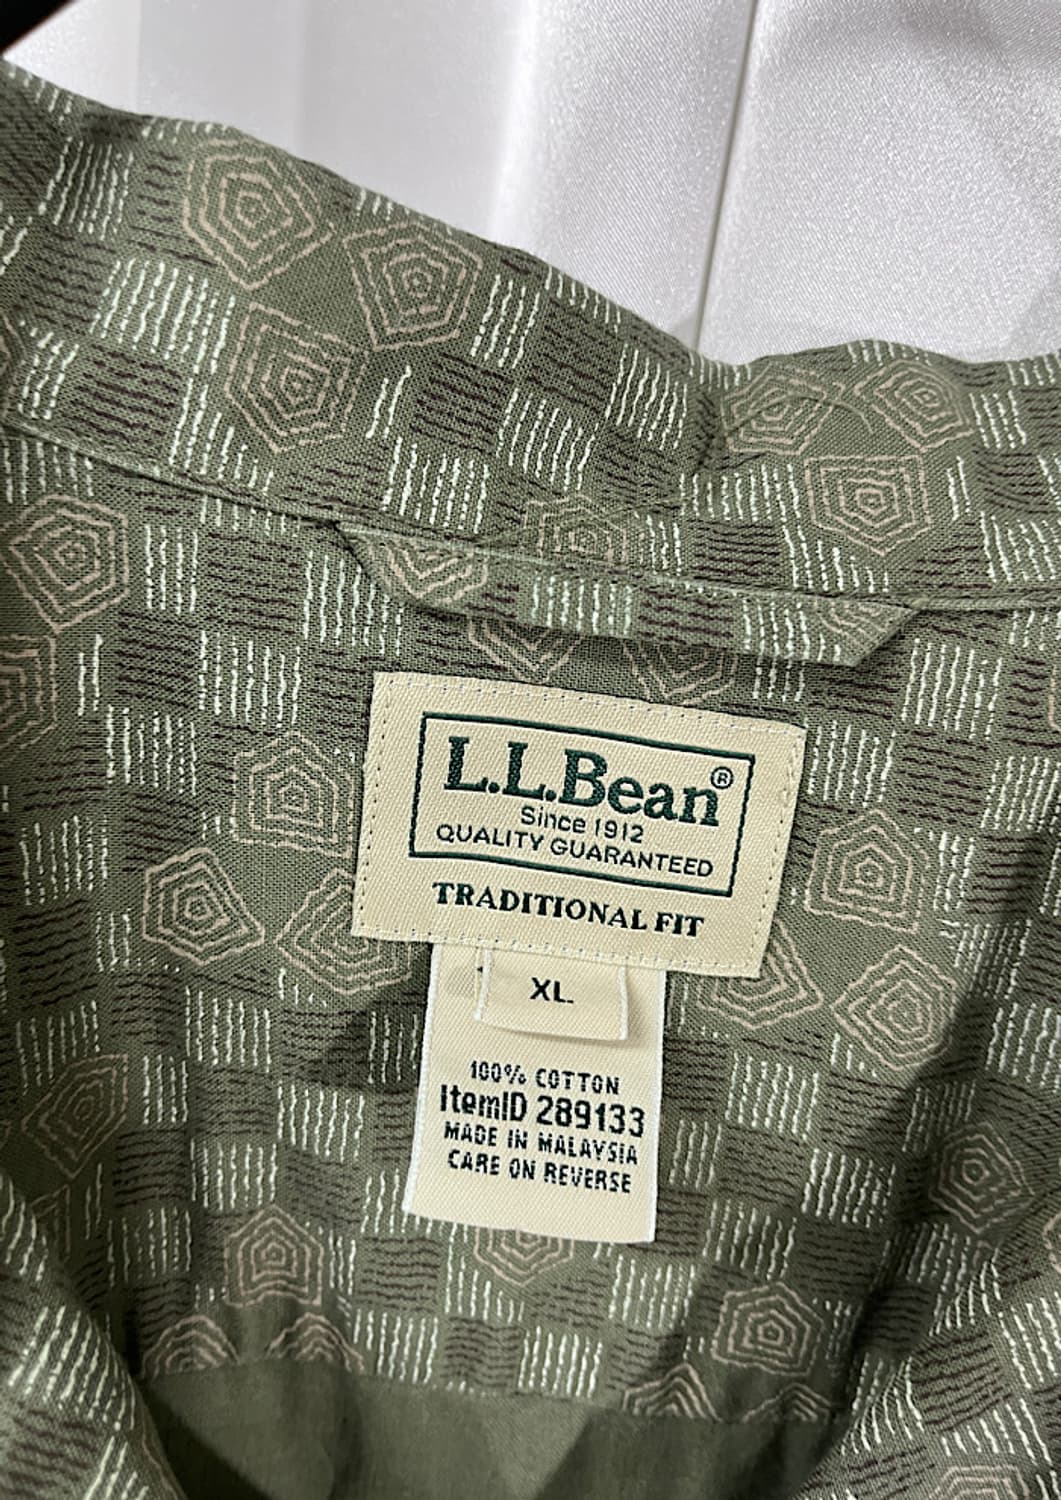 L.L.Bean®
Since 1912
QUALITY GUARANTEED
TRADITIONAL FIT
XL
100% COTTON
ItemID 289133
MADE IN MALAYSIA
CARE ON REVERSE